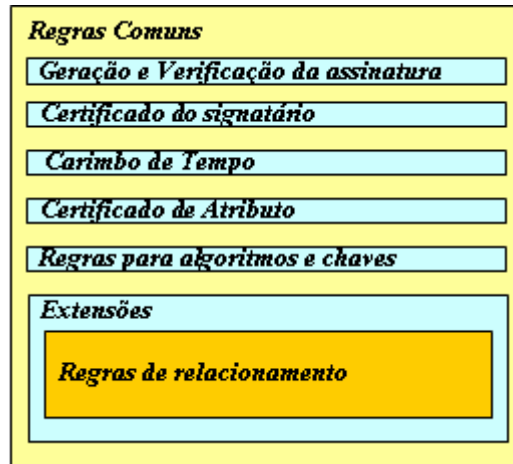 Regras Comuns
Geração e Verificação da assinatura
Certificado do signatário
Carimbo de Tempo
Certificado de Atributo
Regras para algoritmos e chaves
Extensões
Regras de relacionamento